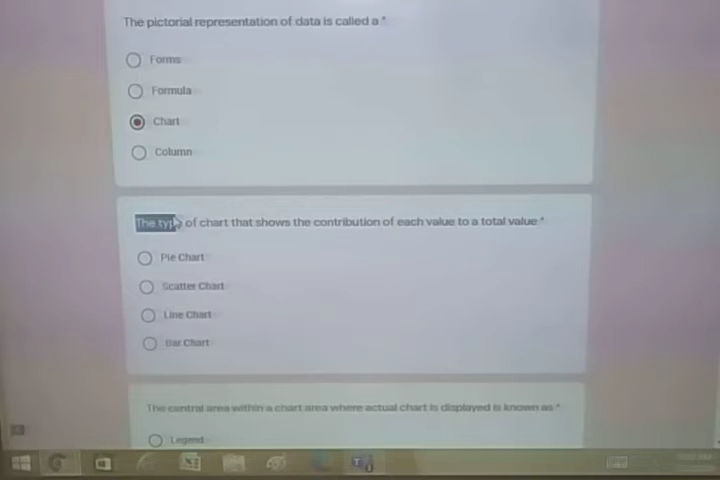 The pictorial representation of data is called a *
Forms
Formula
Chart
Column
The type of chart that shows the contribution of each value to a total value *
Pie Chart
Scatter Chart
Line Chart
Bar Chart
The central area within a chart area where actual chart is displayed is known as *
Legend